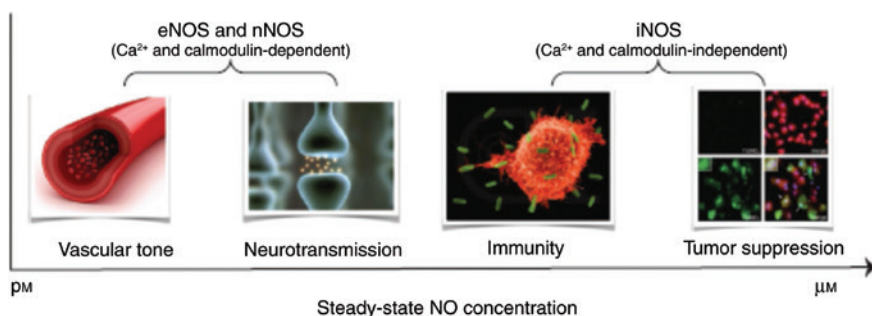 eNOS and nNOS
(Ca²⁺ and calmodulin-dependent)
iNOS
(Ca²⁺ and calmodulin-independent)
Vascular tone
Neurotransmission
Immunity
Tumor suppression
pM
μM
Steady-state NO concentration